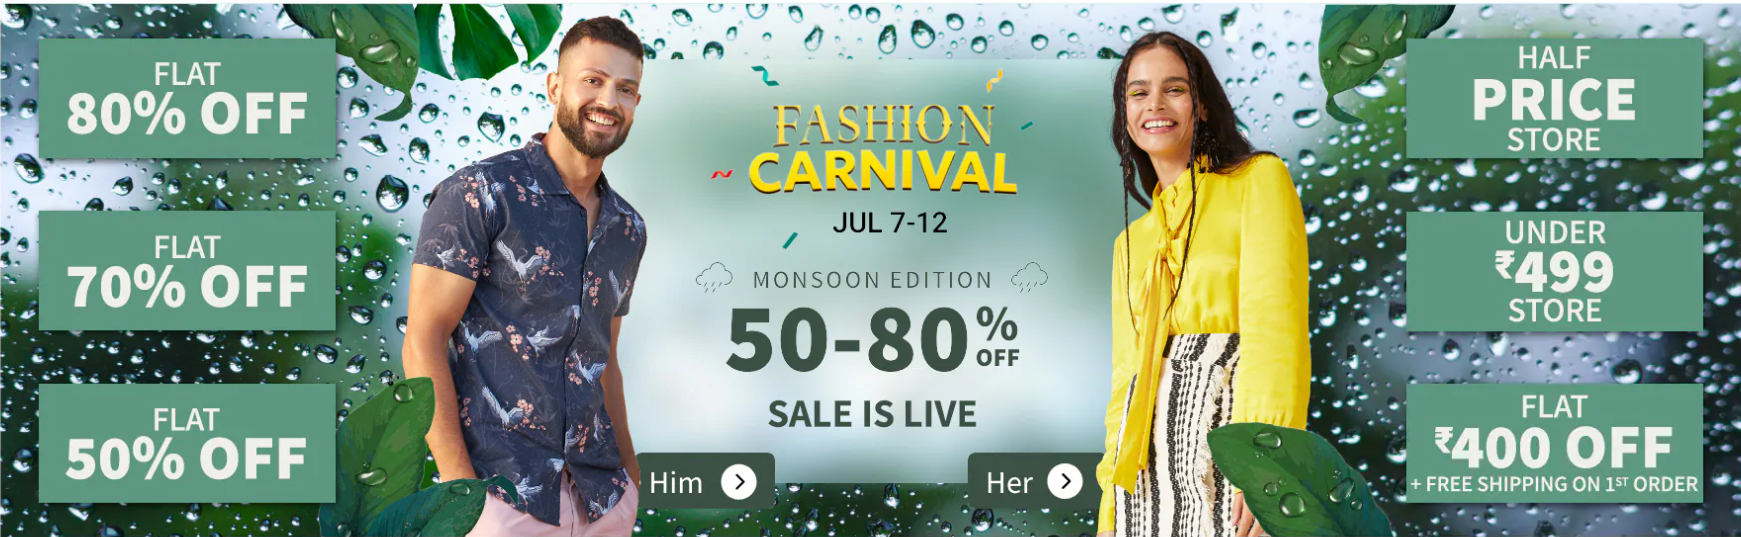 FLAT
80% OFF
FLAT
70% OFF
FLAT
50% OFF
FASHION
CARNIVAL
JUL 7-12
MONSOON EDITION
50-80% OFF
SALE IS LIVE
Him
Her
HALF
PRICE
STORE
UNDER
₹499
STORE
FLAT
₹400 OFF
+ FREE SHIPPING ON 1ST ORDER